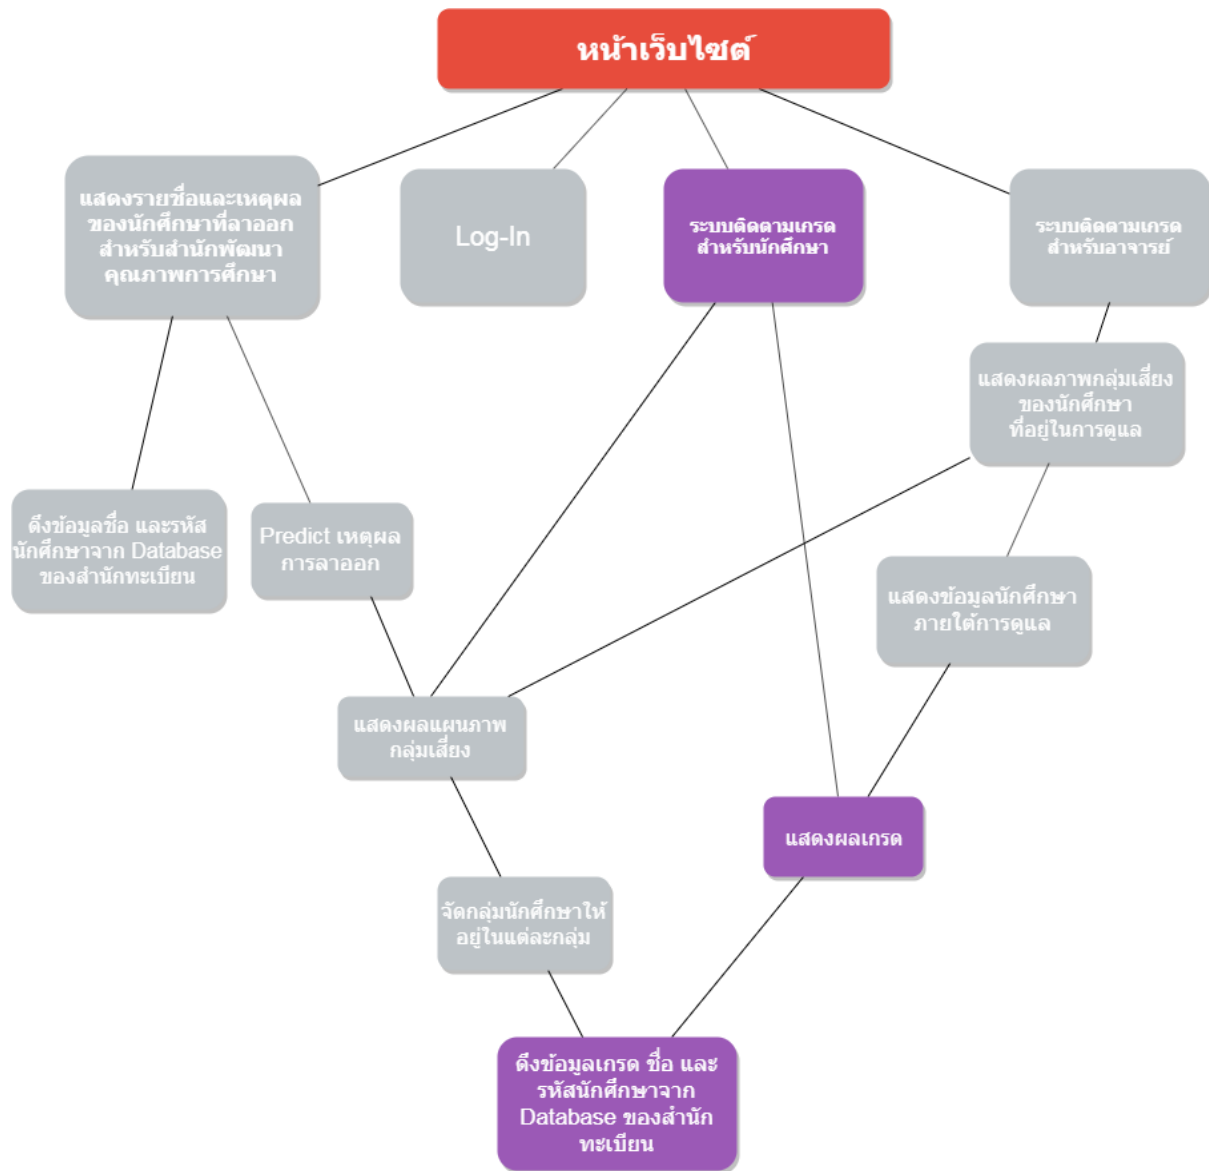 หน้าเว็บไซต์
แสดงรายชื่อและเหตุผล
ของนักศึกษาที่ลาออก
สำหรับสำนักพัฒนา
คุณภาพการศึกษา
Log-In
ระบบติดตามเกรด
สำหรับนักศึกษา
ระบบติดตามเกรด
สำหรับอาจารย์
แสดงผลภาพกลุ่มเสี่ยง
ของนักศึกษา
ที่อยู่ในการดูแล
ดึงข้อมูลชื่อ และรหัส
นักศึกษาจาก Database
ของสำนักทะเบียน
Predict เหตุผล
การลาออก
แสดงข้อมูลนักศึกษา
ภายใต้การดูแล
แสดงผลแผนภาพ
กลุ่มเสี่ยง
แสดงผลเกรด
จัดกลุ่มนักศึกษาให้
อยู่ในแต่ละกลุ่ม
ดึงข้อมูลเกรด ชื่อ และ
รหัสนักศึกษาจาก
Database ของสำนัก
ทะเบียน